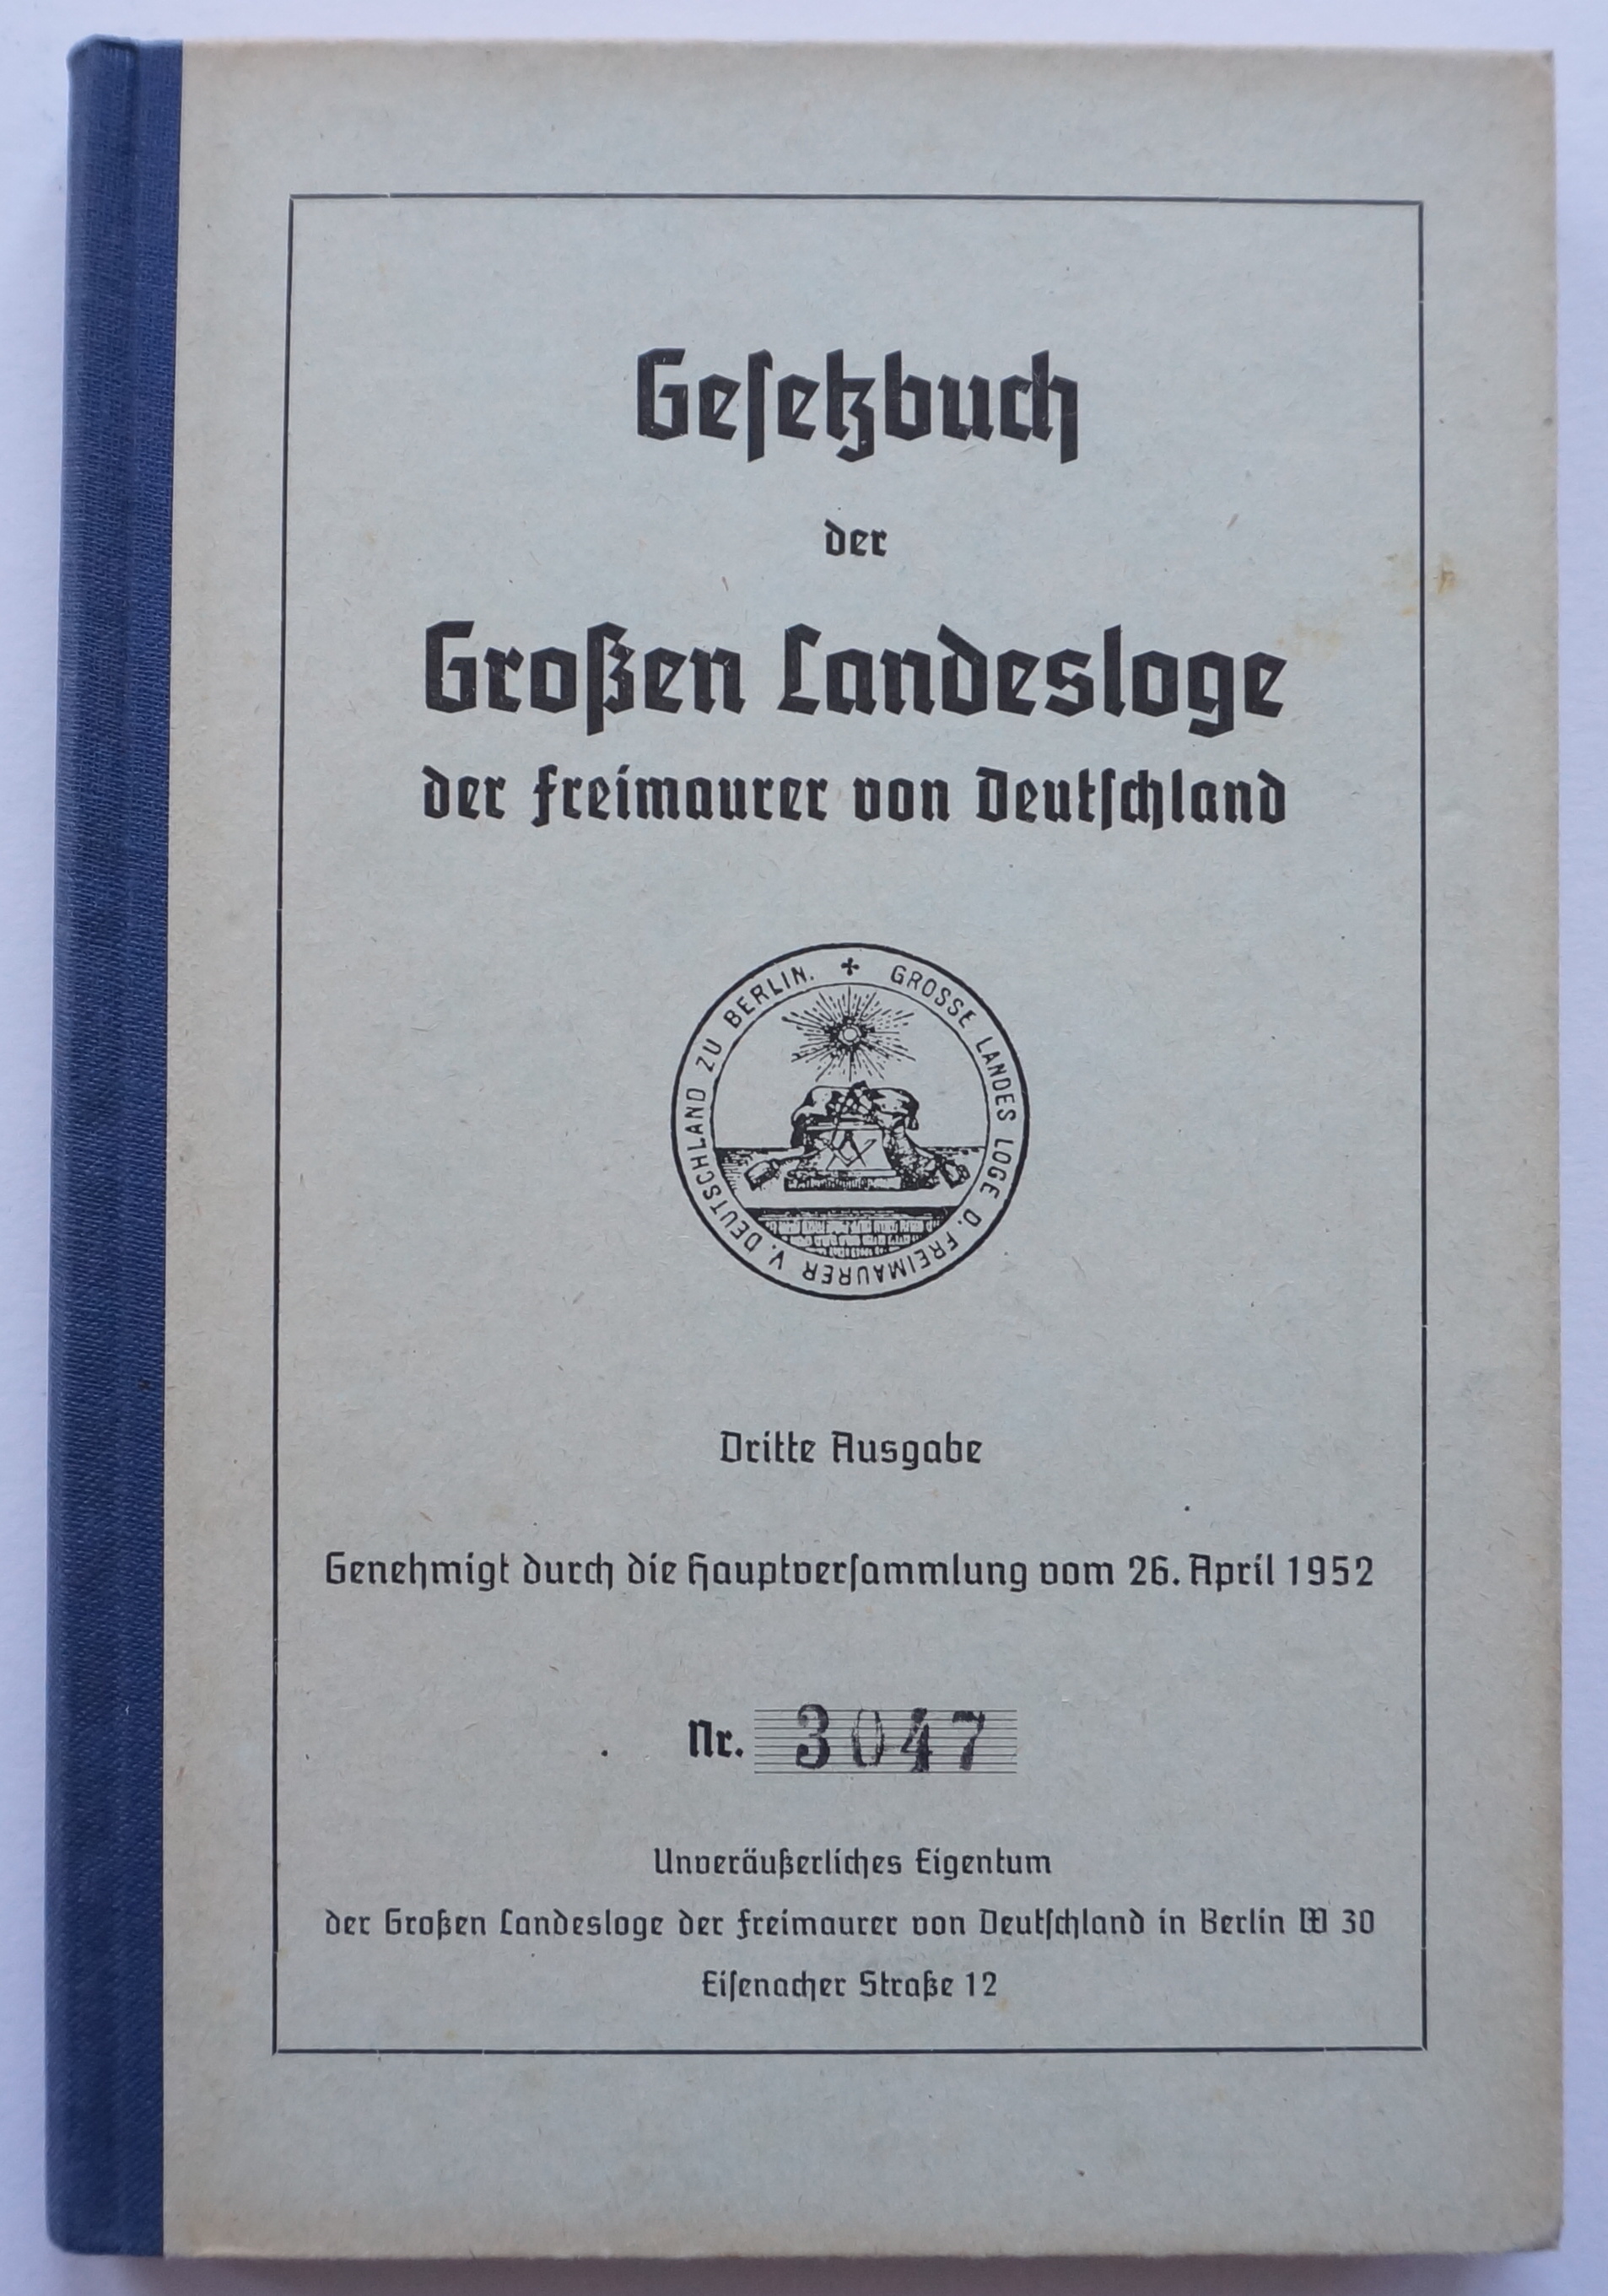 Gesetzbuch
der
Großen Landesloge
der Freimaurer von Deutschland
✠ GROSSE LANDES LOGE D. FREIMAURER V. DEUTSCHLAND ZU BERLIN.
Dritte Ausgabe
Genehmigt durch die Hauptversammlung vom 26. April 1952
Nr. 3047
Unveräußerliches Eigentum
der Großen Landesloge der Freimaurer von Deutschland in Berlin W 30
Eisenacher Straße 12